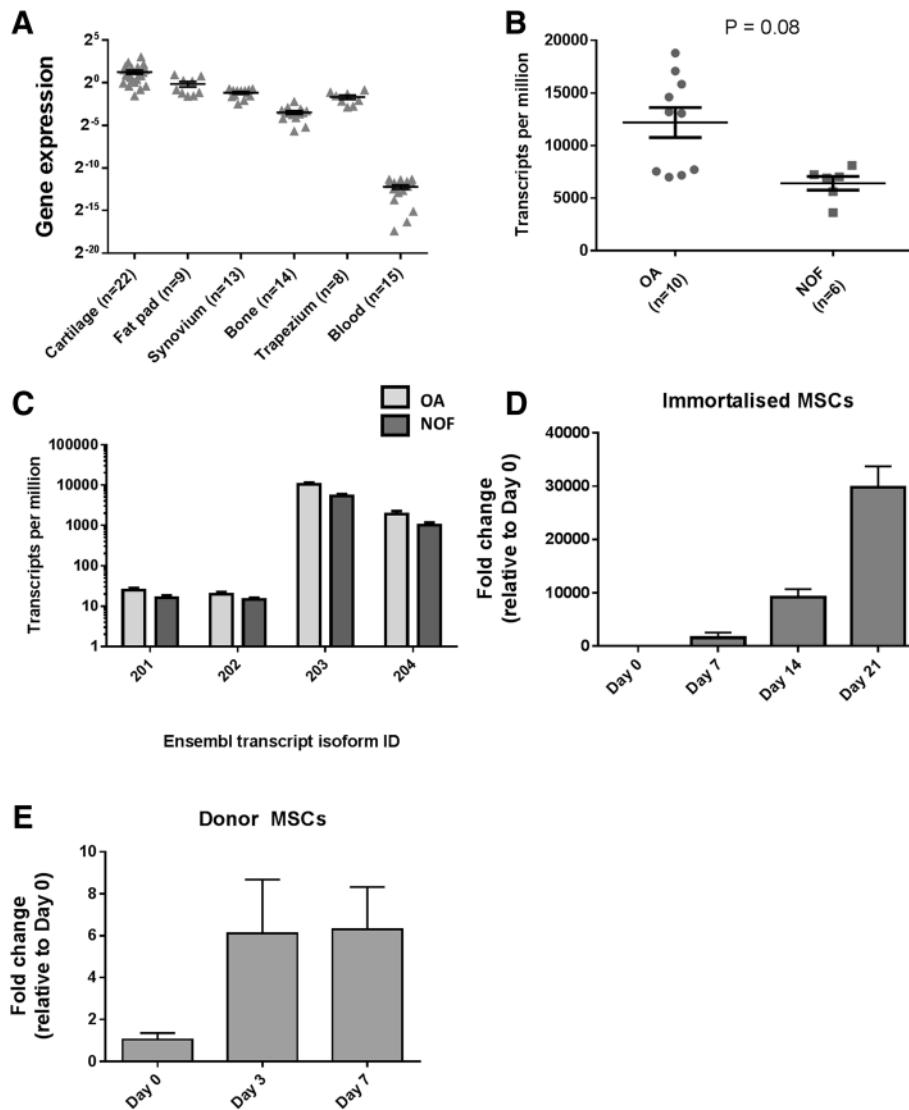 A
Gene expression
2^5
2^0
2^-5
2^-10
2^-15
2^-20
Cartilage (n=22)
Fat pad (n=9)
Synovium (n=13)
Bone (n=14)
Trapezium (n=8)
Blood (n=15)
B
P = 0.08
Transcripts per million
20000
15000
10000
5000
0
OA
(n=10)
NOF
(n=6)
C
OA
NOF
Transcripts per million
100000
10000
1000
100
10
1
201
202
203
204
Ensembl transcript isoform ID
D
Immortalised MSCs
Fold change
(relative to Day 0)
40000
30000
20000
10000
0
Day 0
Day 7
Day 14
Day 21
E
Donor MSCs
Fold change
(relative to Day 0)
10
8
6
4
2
0
Day 0
Day 3
Day 7